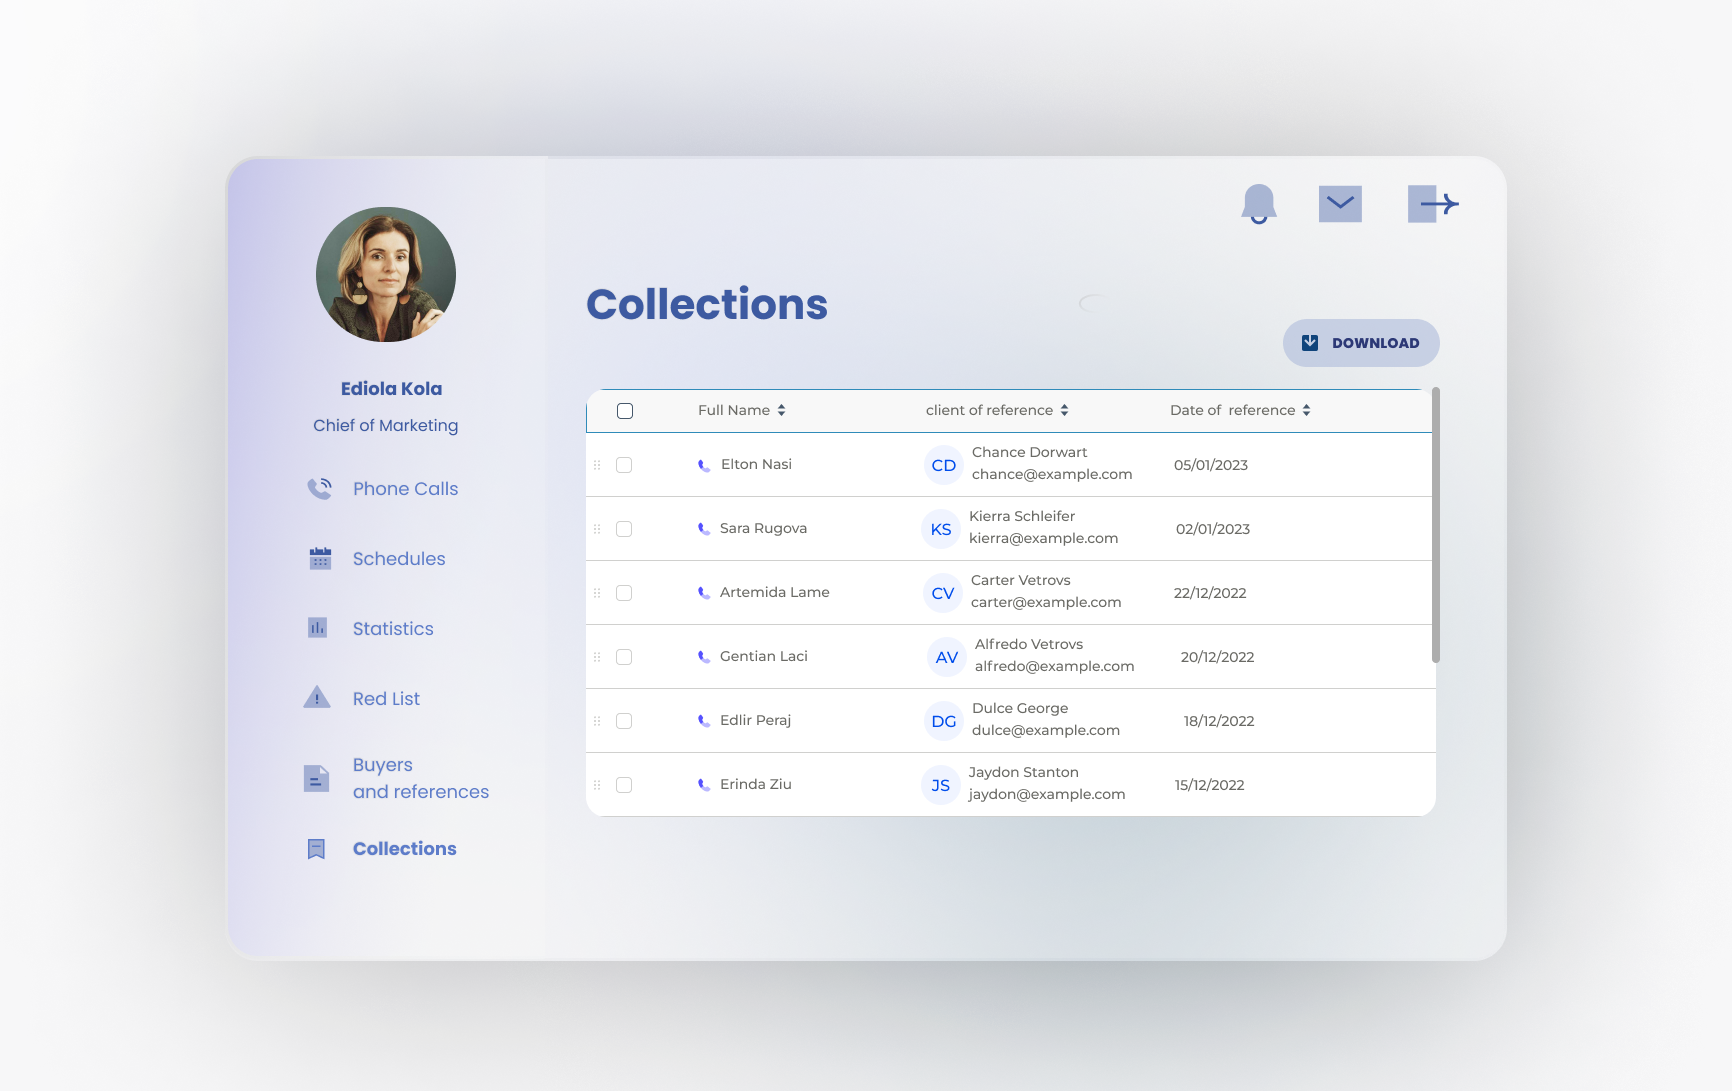 Ediola Kola
Chief of Marketing
Phone Calls
Schedules
Statistics
Red List
Buyers
and references
Collections
Collections
DOWNLOAD
Full Name client of reference Date of reference
Elton Nasi CD Chance Dorwart chance@example.com 05/01/2023
Sara Rugova KS Kierra Schleifer kierra@example.com 02/01/2023
Artemida Lame CV Carter Vetrovs carter@example.com 22/12/2022
Gentian Laci AV Alfredo Vetrovs alfredo@example.com 20/12/2022
Edlir Peraj DG Dulce George dulce@example.com 18/12/2022
Erinda Ziu JS Jaydon Stanton jaydon@example.com 15/12/2022